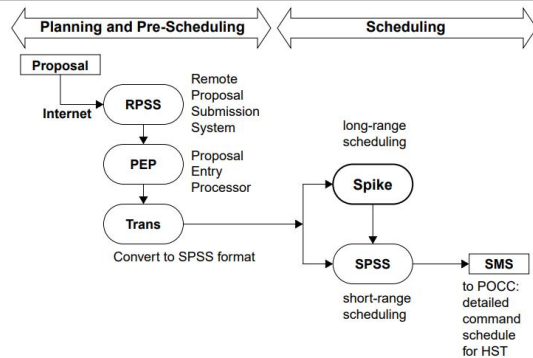 Planning and Pre-Scheduling
Scheduling
Proposal
Internet
RPSS
Remote
Proposal
Submission
System
PEP
Proposal
Entry
Processor
Trans
Convert to SPSS format
long-range
scheduling
Spike
SPSS
short-range
scheduling
SMS
to POCC:
detailed
command
schedule
for HST